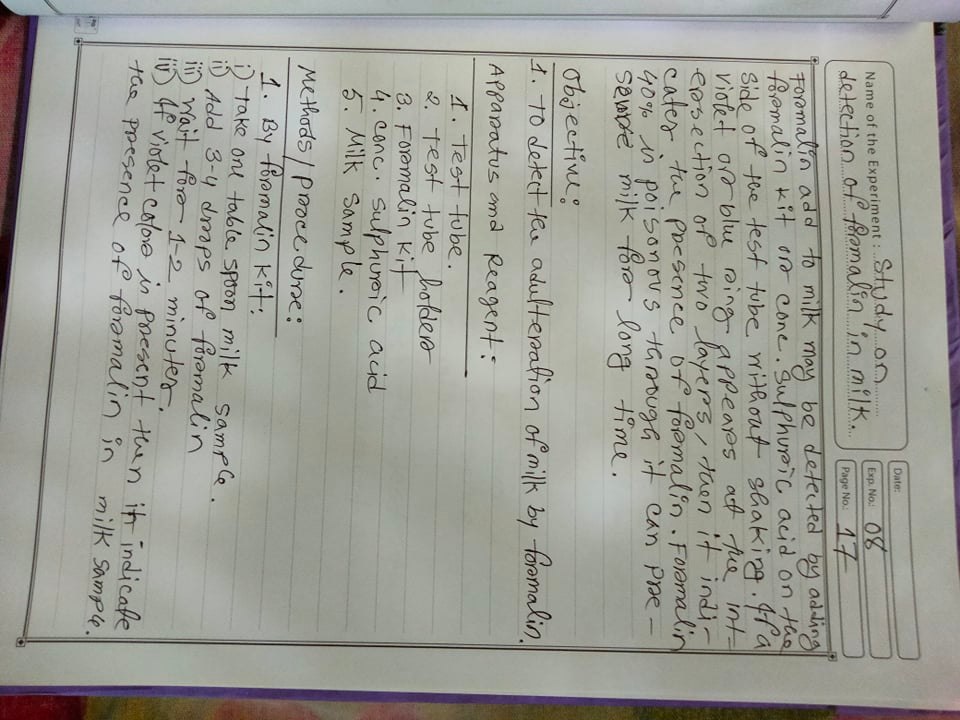 Name of the Experiment : Study on
detection of formalin in milk.
Date:
Exp. No.: 08
Page No.: 17
Formalin add to milk may be detected by adding
formalin kit or conc. Sulphuric acid on the
side of the test tube without shaking. If a
violet or blue ring appears at the int-
ersection of two layers, then it indi-
cates the presence of formalin. Formalin
40% is poisonous through it can pre-
serve milk for long time.
Objective:
1. To detect the adulteration of milk by formalin.
Apparatus and Reagent:
1. Test tube.
2. Test tube holder
3. Formalin kit
4. Conc. Sulphuric acid
5. Milk Sample.
Methods/procedure:
1. By formalin kit:
i) Take one table spoon milk sample.
ii) Add 3-4 drops of formalin
iii) Wait for 1-2 minutes.
iv) If violet color is present then it indicate
the presence of formalin in milk sample.